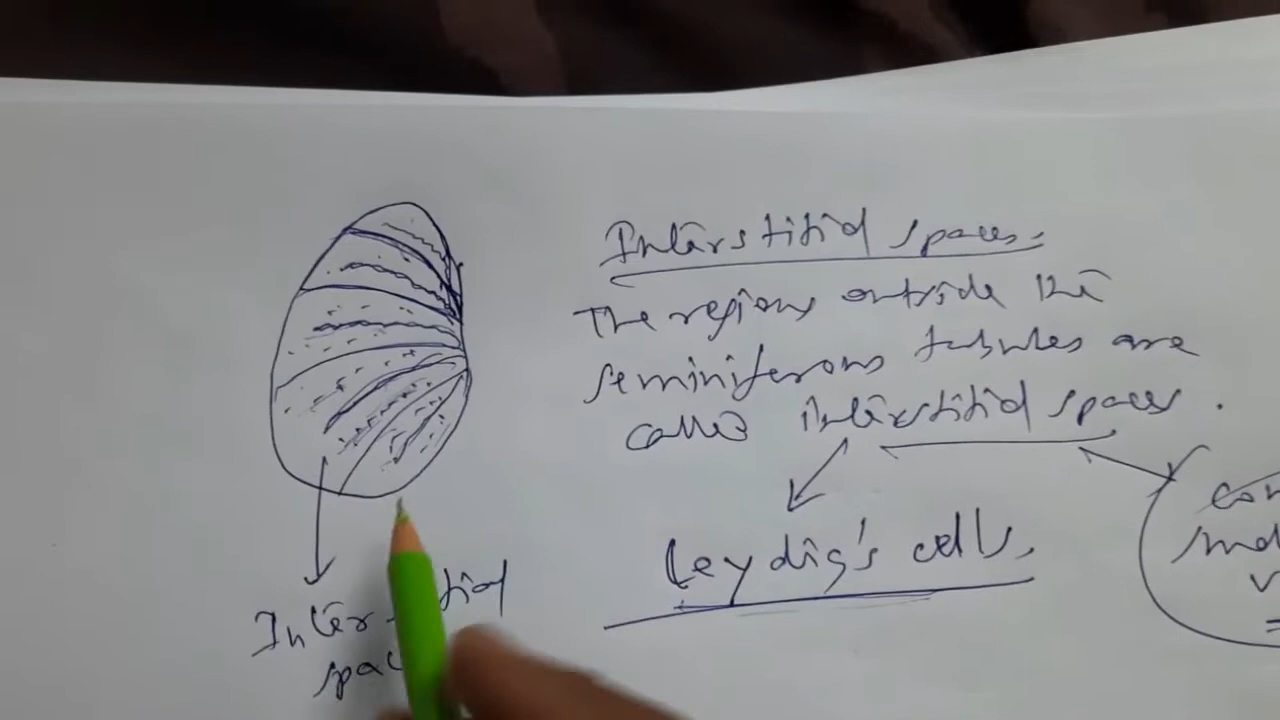 Interstitial spaces:
The regions outside the
seminiferous tubules are
called interstitial spaces.
Leydig's cells.
Inter
spac